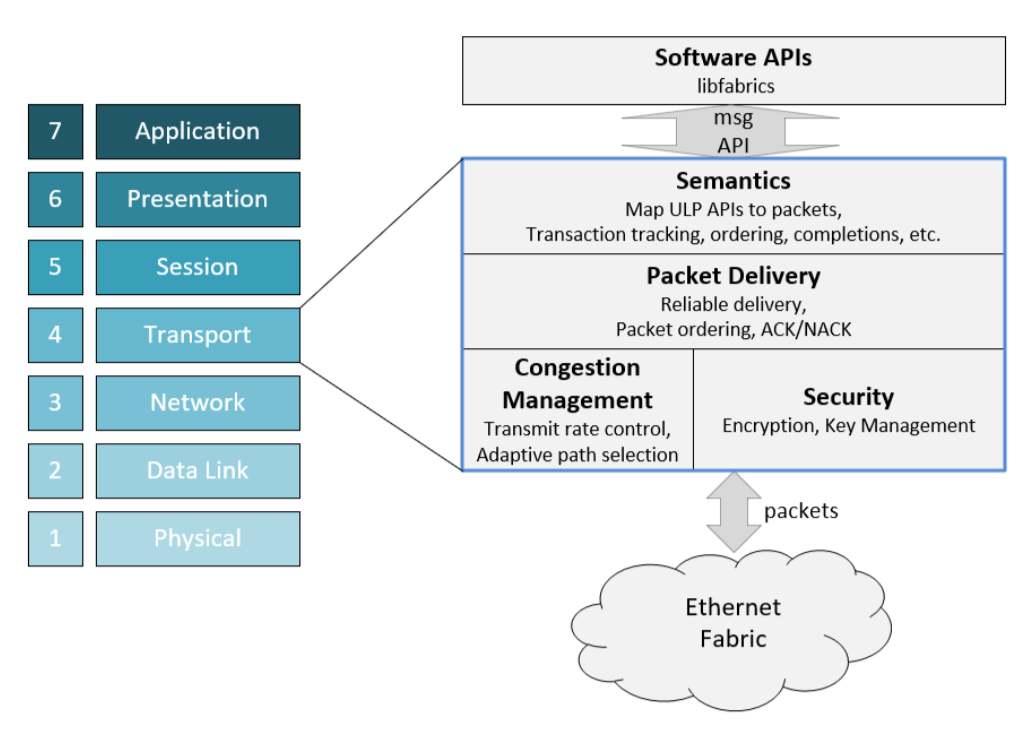 7 Application
6 Presentation
5 Session
4 Transport
3 Network
2 Data Link
1 Physical
Software APIs
libfabrics
msg
API
Semantics
Map ULP APIs to packets,
Transaction tracking, ordering, completions, etc.
Packet Delivery
Reliable delivery,
Packet ordering, ACK/NACK
Congestion
Management
Transmit rate control,
Adaptive path selection
Security
Encryption, Key Management
packets
Ethernet
Fabric